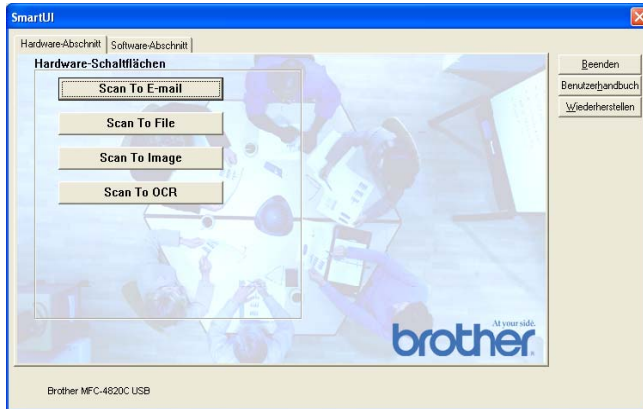 SmartUI
Hardware-Abschnitt
Software-Abschnitt
Hardware-Schaltflächen
Scan To E-mail
Scan To File
Scan To Image
Scan To OCR
Beenden
Benutzerhandbuch
Wiederherstellen
At your side.
brother
Brother MFC-4820C USB